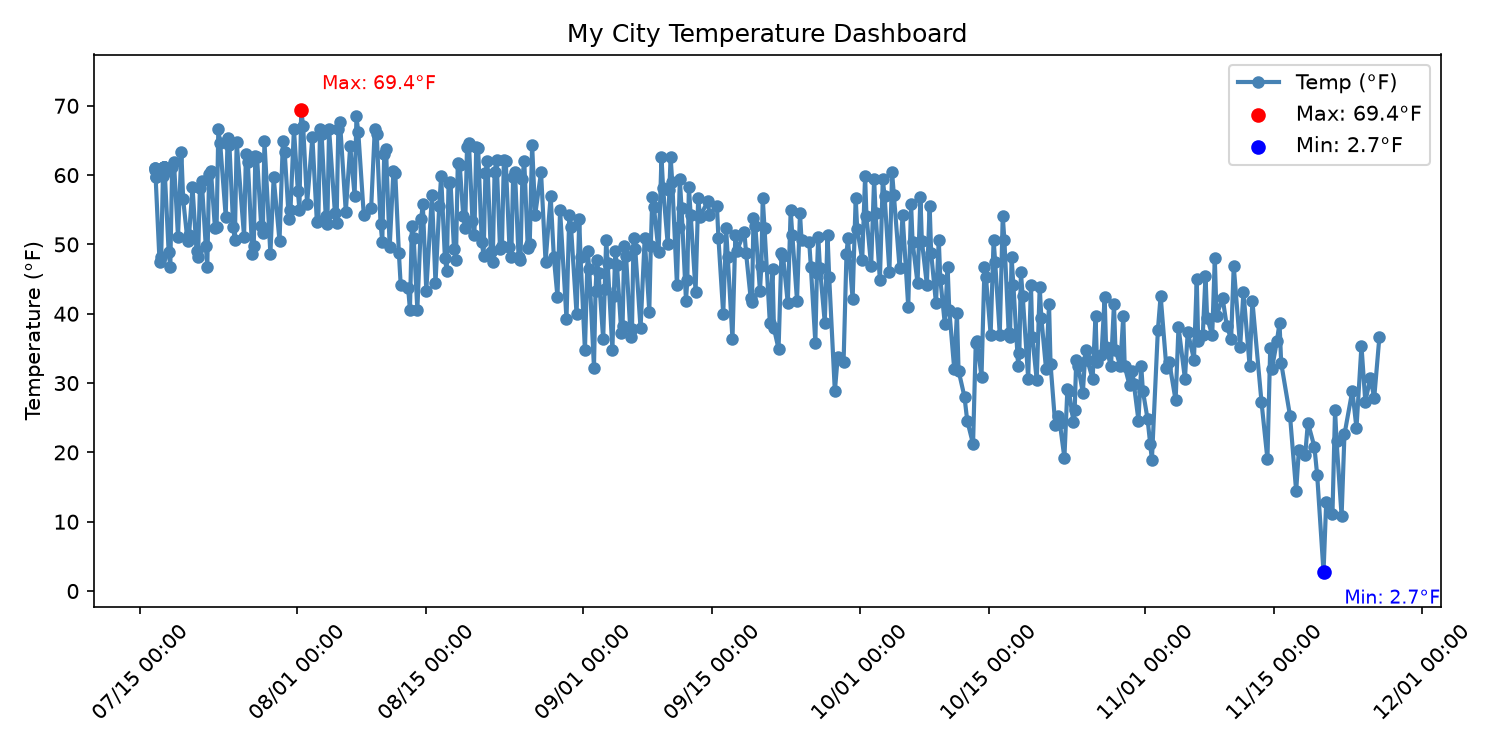 My City Temperature Dashboard
Max: 69.4°F
Temp (°F)
Max: 69.4°F
Min: 2.7°F
Temperature (°F)
70
60
50
40
30
20
10
0
Min: 2.7°F
07/15 00:00
08/01 00:00
08/15 00:00
09/01 00:00
09/15 00:00
10/01 00:00
10/15 00:00
11/01 00:00
11/15 00:00
12/01 00:00